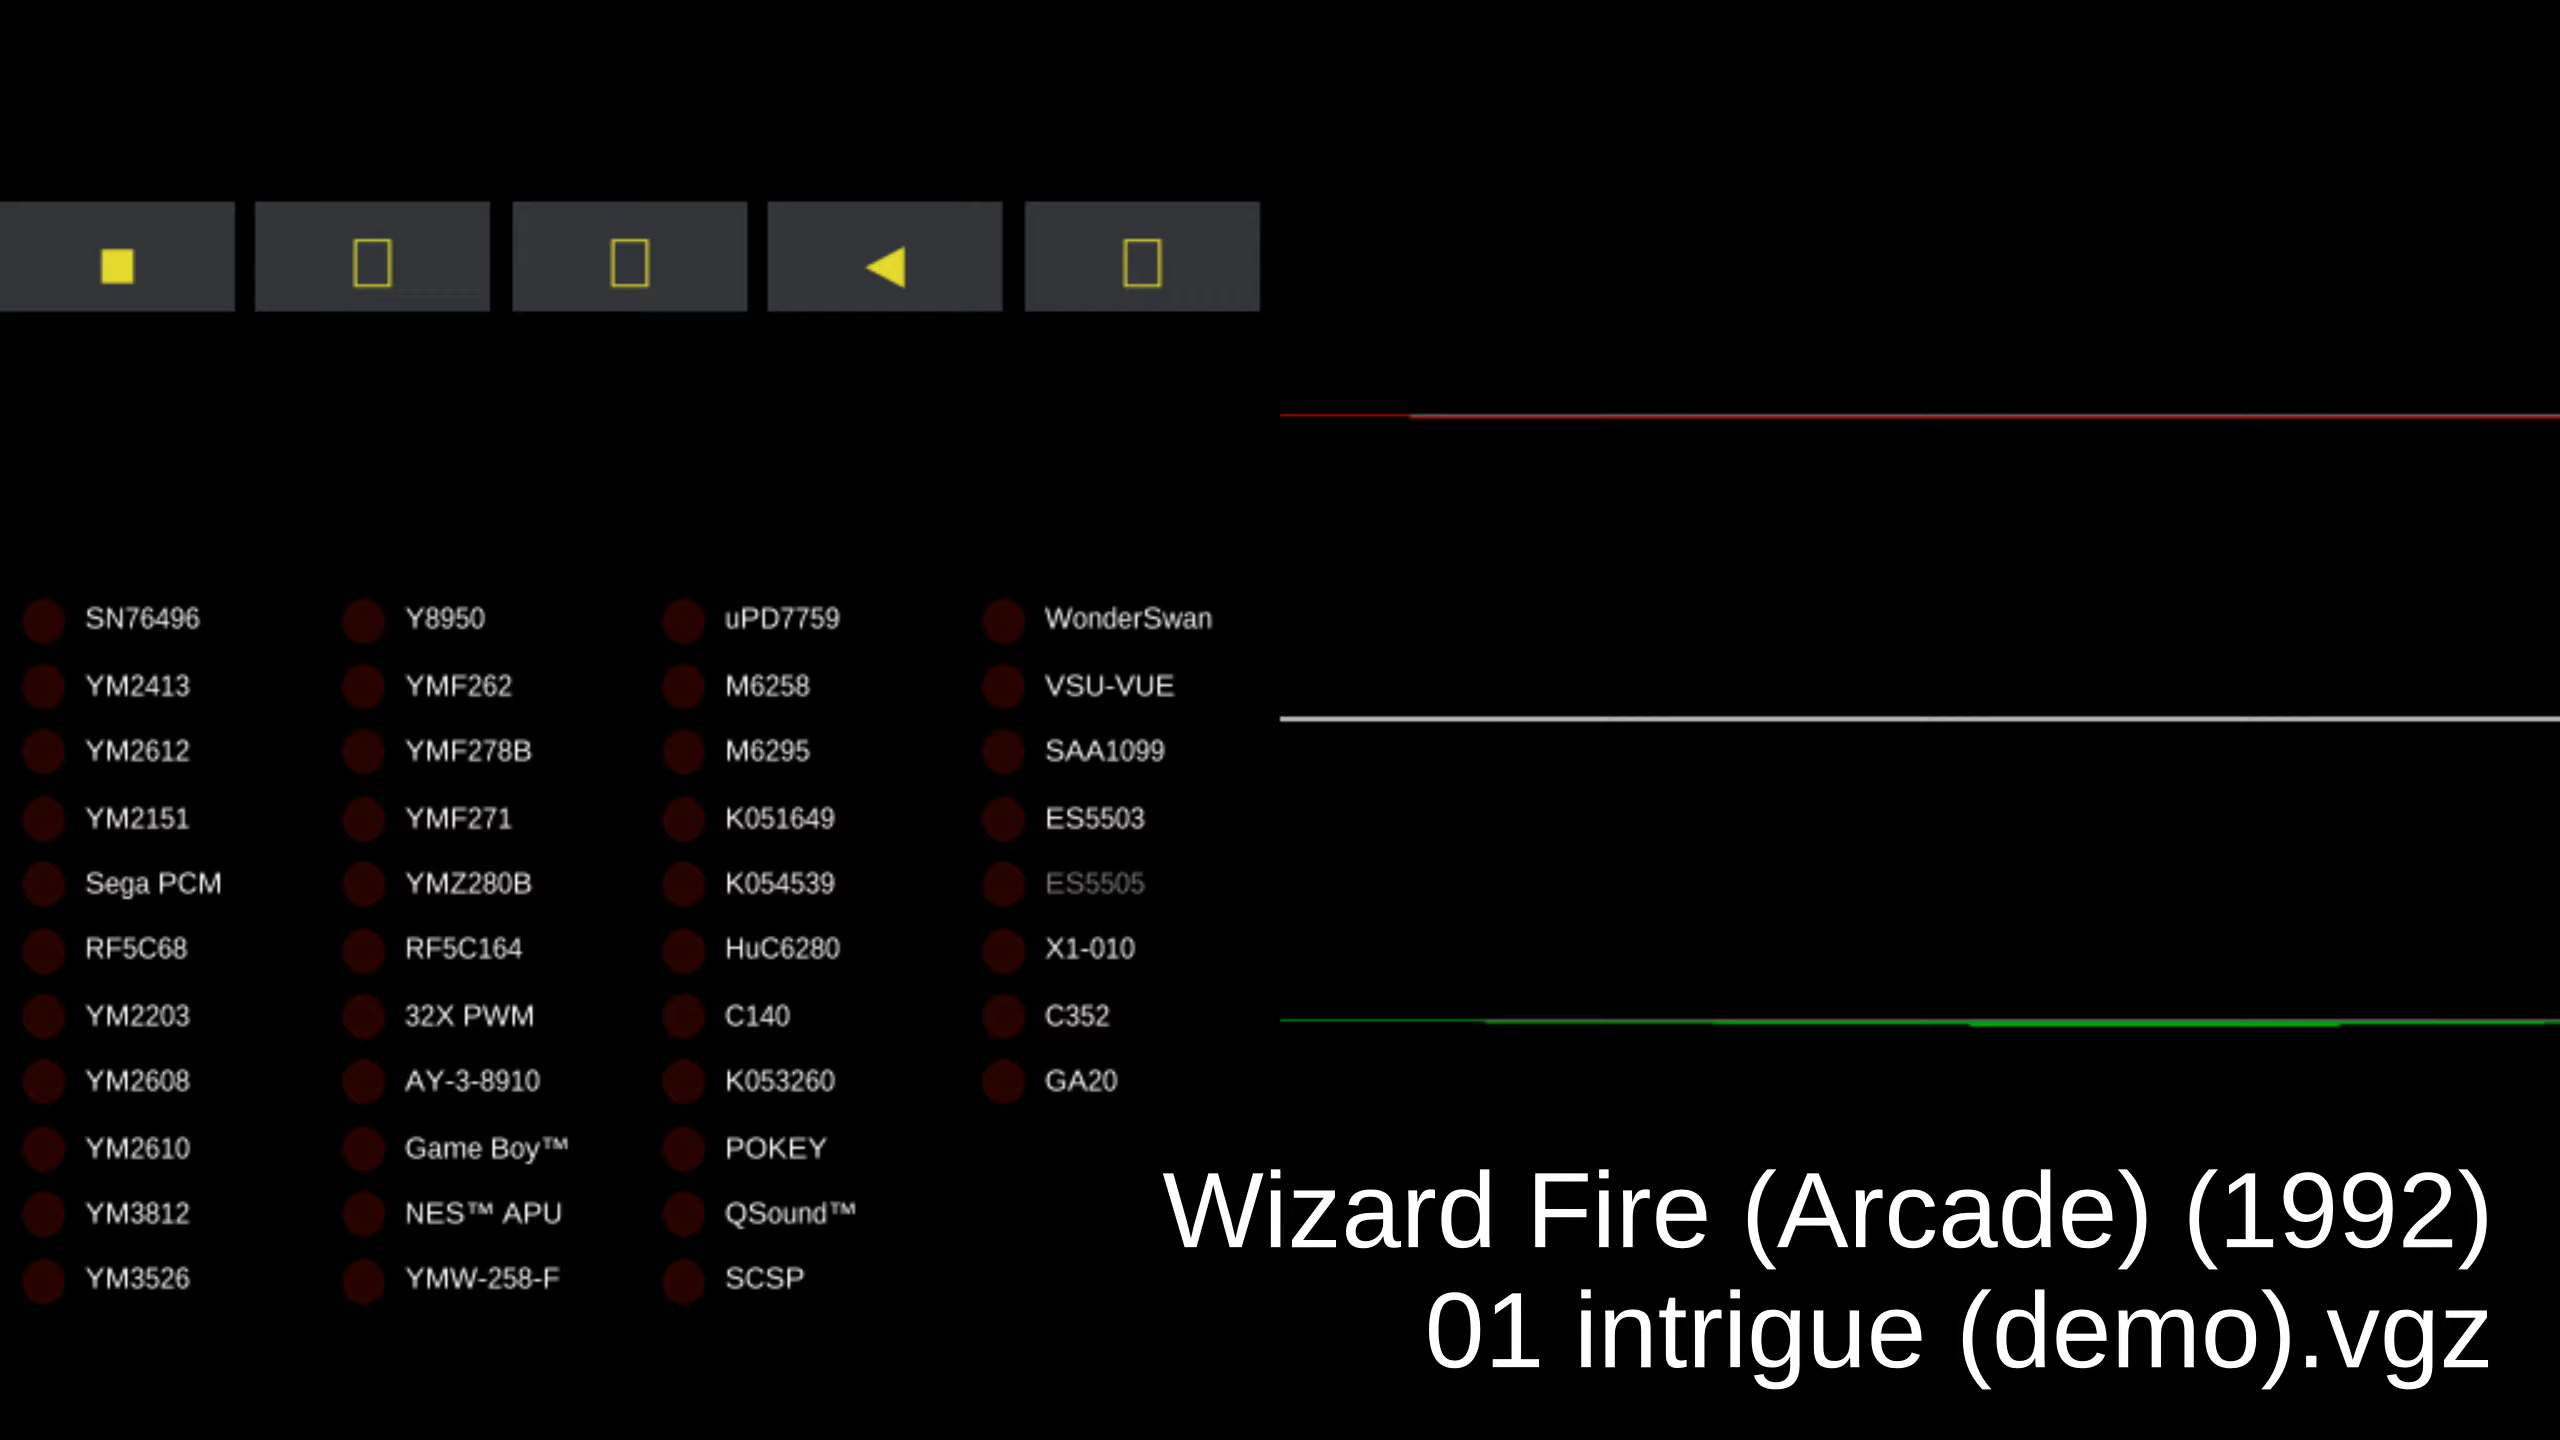 SN76496
YM2413
YM2612
YM2151
Sega PCM
RF5C68
YM2203
YM2608
YM2610
YM3812
YM3526
Y8950
YMF262
YMF278B
YMF271
YMZ280B
RF5C164
32X PWM
AY-3-8910
Game Boy™
NES™ APU
YMW-258-F
uPD7759
M6258
M6295
K051649
K054539
HuC6280
C140
K053260
POKEY
QSound™
SCSP
WonderSwan
VSU-VUE
SAA1099
ES5503
ES5505
X1-010
C352
GA20
Wizard Fire (Arcade) (1992)
01 intrigue (demo).vgz